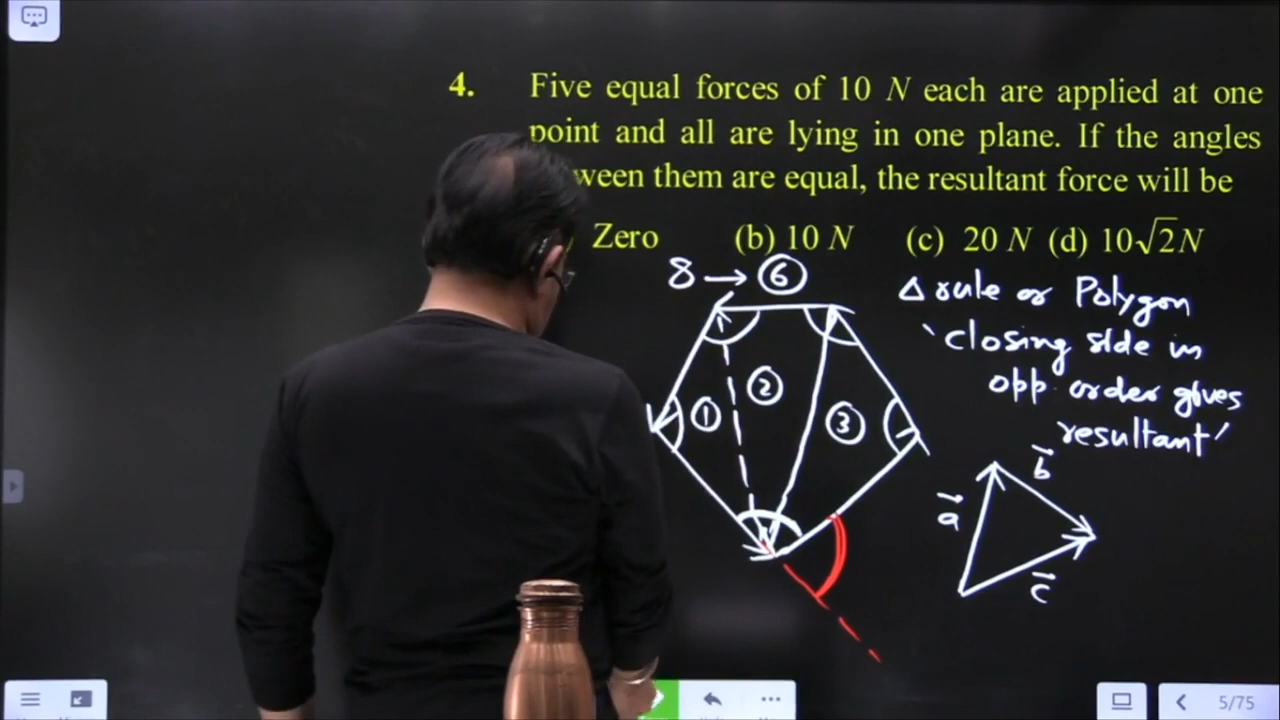 4. Five equal forces of 10 N each are applied at one
point and all are lying in one plane. If the angles
ween them are equal, the resultant force will be
Zero (b) 10 N (c) 20 N (d) 10√2N
8 → ⑥
Δ rule or Polygon
'closing side in
opp. order gives
resultant'
① ② ③
a⃗ b⃗
c⃗
5/75